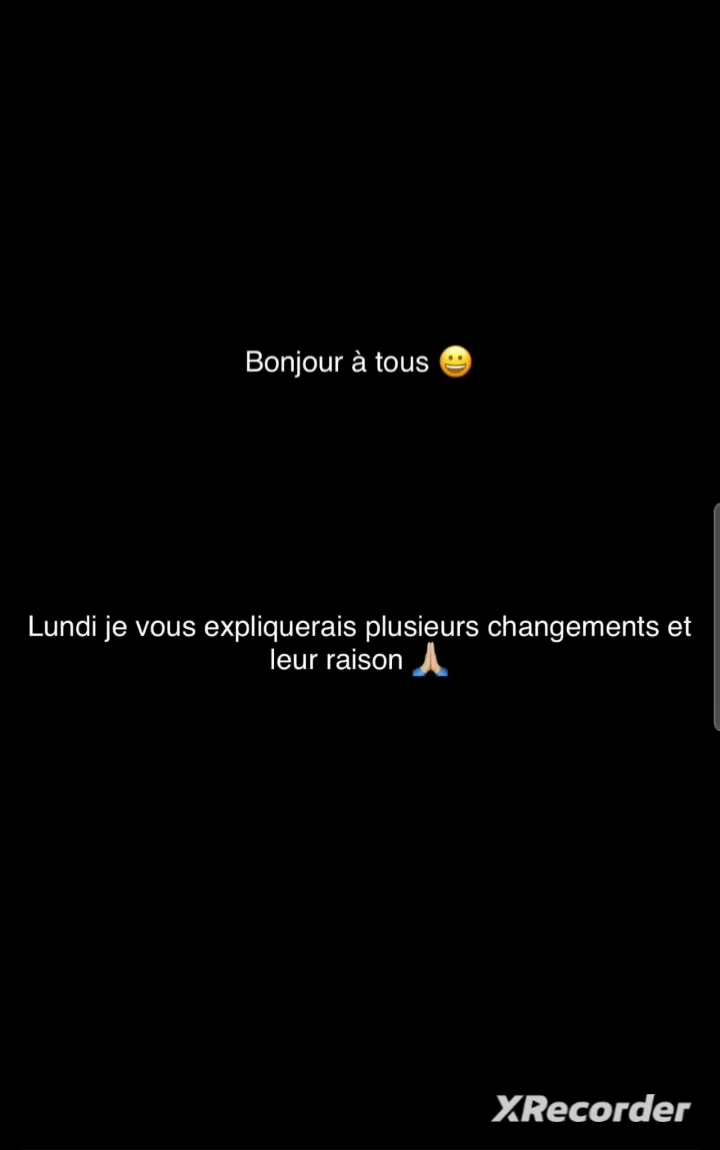 Bonjour à tous 😀
Lundi je vous expliquerais plusieurs changements et
leur raison 🙏🏼
XRecorder